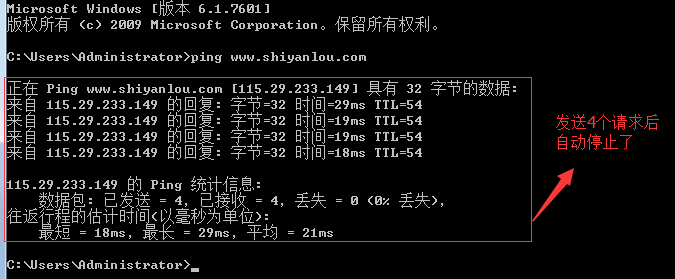 Microsoft Windows [版本 6.1.7601]
版权所有 (c) 2009 Microsoft Corporation。保留所有权利。
C:\Users\Administrator>ping www.shiyanlou.com
正在 Ping www.shiyanlou.com [115.29.233.149] 具有 32 字节的数据:
来自 115.29.233.149 的回复: 字节=32 时间=29ms TTL=54
来自 115.29.233.149 的回复: 字节=32 时间=19ms TTL=54
来自 115.29.233.149 的回复: 字节=32 时间=19ms TTL=54
来自 115.29.233.149 的回复: 字节=32 时间=18ms TTL=54
115.29.233.149 的 Ping 统计信息:
数据包: 已发送 = 4, 已接收 = 4, 丢失 = 0 (0% 丢失),
往返行程的估计时间(以毫秒为单位):
最短 = 18ms, 最长 = 29ms, 平均 = 21ms
C:\Users\Administrator>_
发送4个请求后
自动停止了